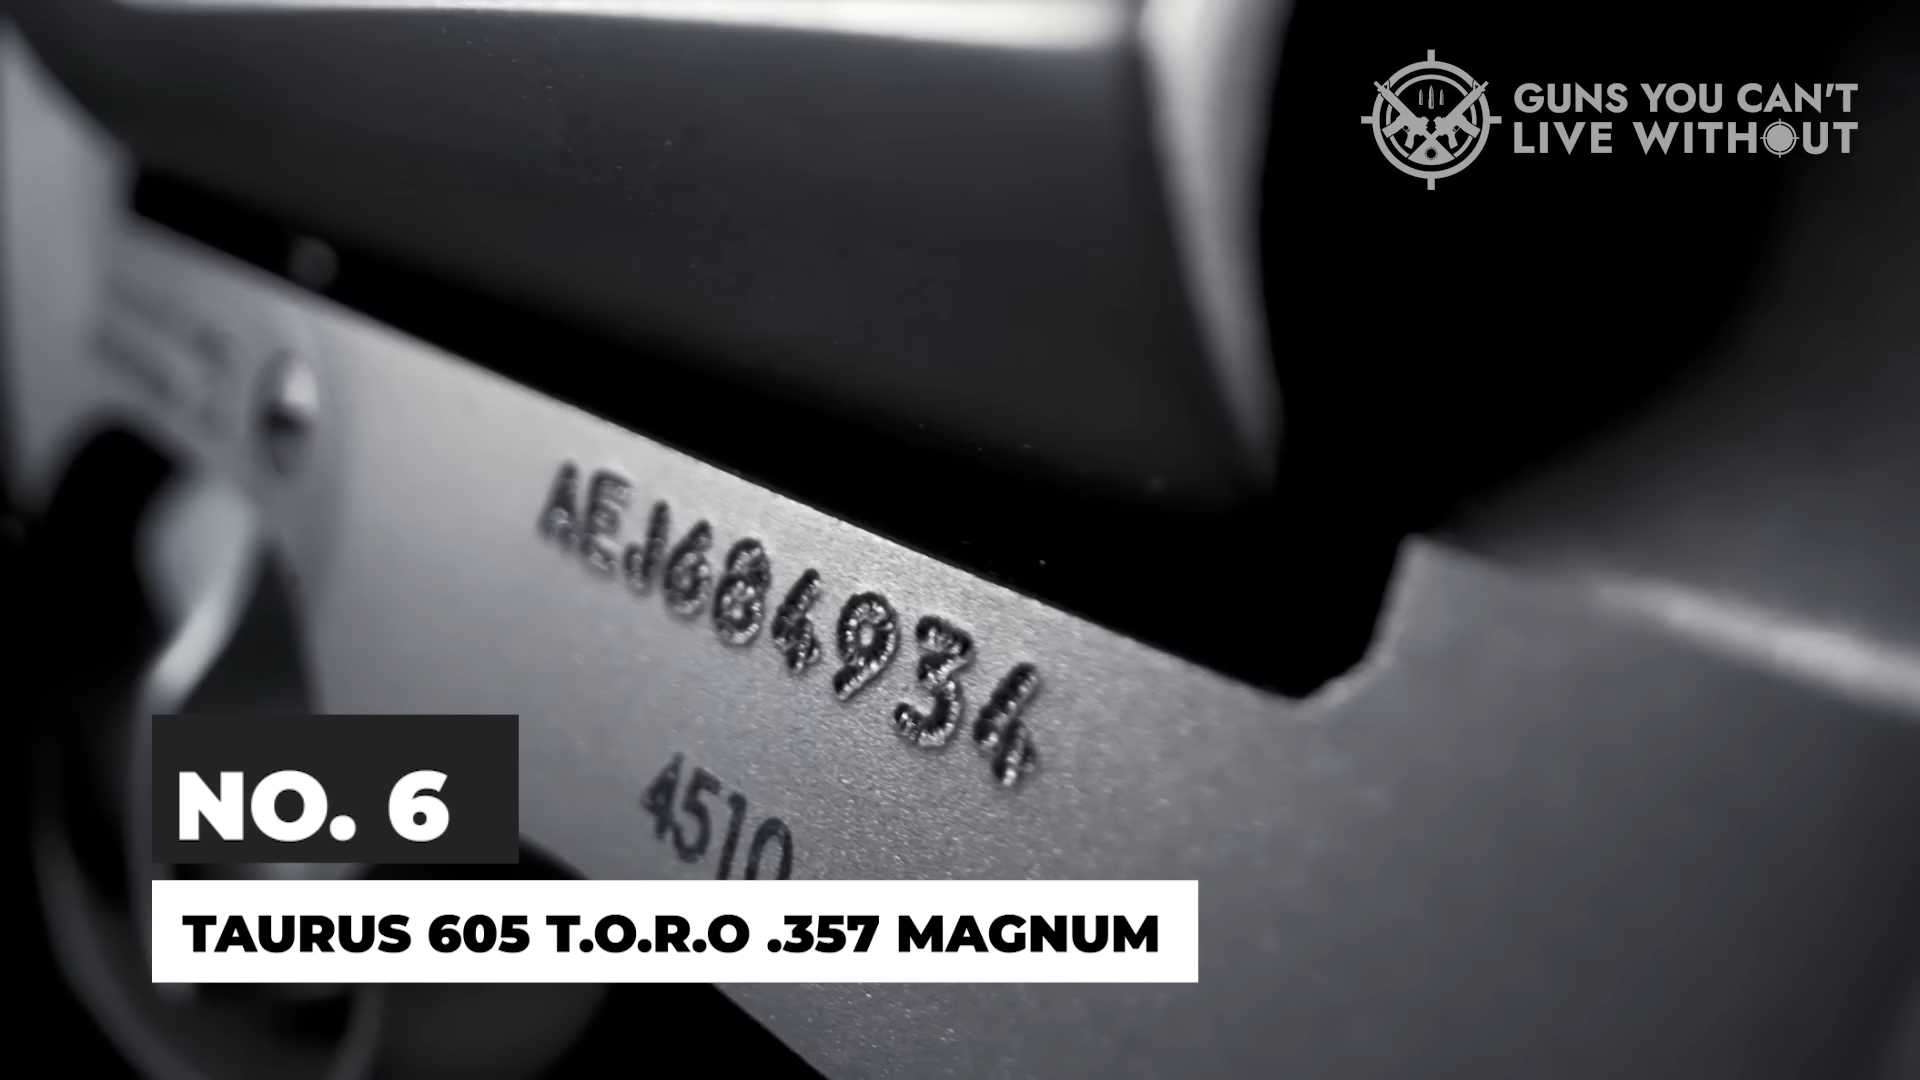 GUNS YOU CAN'T
LIVE WITHOUT
AEJ684934
4510
NO. 6
TAURUS 605 T.O.R.O .357 MAGNUM